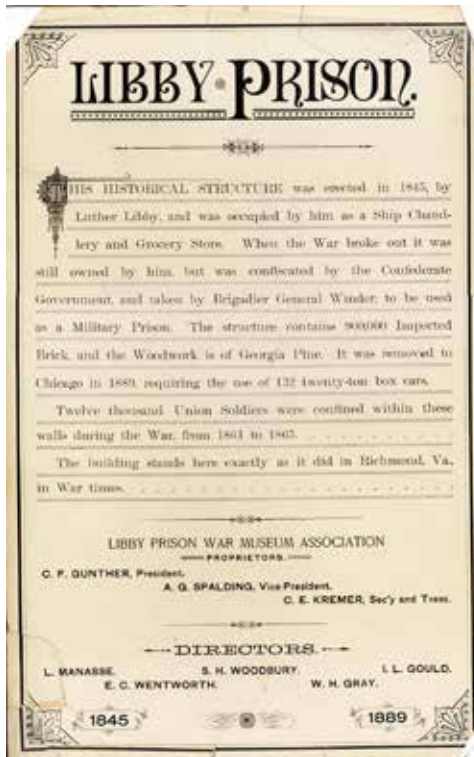 LIBBY PRISON.
THIS HISTORICAL STRUCTURE was erected in 1845, by
Luther Libby, and was occupied by him as a Ship Chand-
lery and Grocery Store. When the War broke out it was
still owned by him, but was confiscated by the Confederate
Government, and taken by Brigadier General Winder, to be used
as a Military Prison. The structure contains 900,000 Imported
Brick, and the Woodwork is of Georgia Pine. It was removed to
Chicago in 1889, requiring the use of 132 twenty-ton box cars.
Twelve thousand Union Soldiers were confined within these
walls during the War, from 1861 to 1865.
The building stands here exactly as it did in Richmond, Va.,
in War times.
LIBBY PRISON WAR MUSEUM ASSOCIATION
PROPRIETORS.
C. F. GUNTHER, President.
A. G. SPALDING, Vice-President.
C. E. KREMER, Sec'y and Treas.
DIRECTORS.
L. MANASSE. S. H. WOODBURY. I. L. GOULD.
E. C. WENTWORTH. W. H. GRAY.
1845 1889